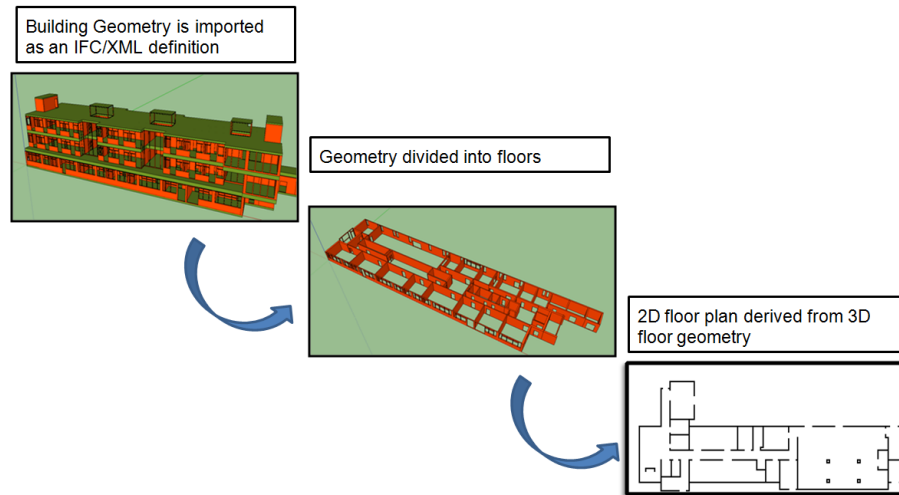 Building Geometry is imported
as an IFC/XML definition
Geometry divided into floors
2D floor plan derived from 3D
floor geometry